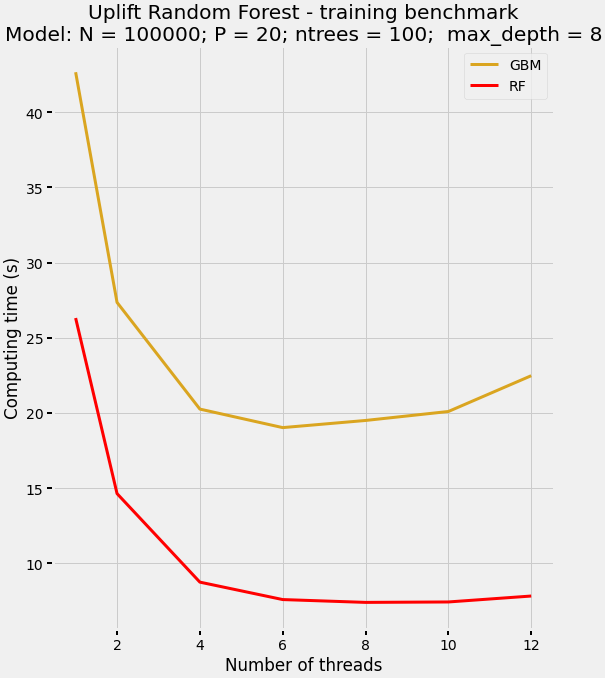 Uplift Random Forest - training benchmark
Model: N = 100000; P = 20; ntrees = 100;  max_depth = 8
GBM
RF
40
35
30
25
20
15
10
Computing time (s)
2 4 6 8 10 12
Number of threads